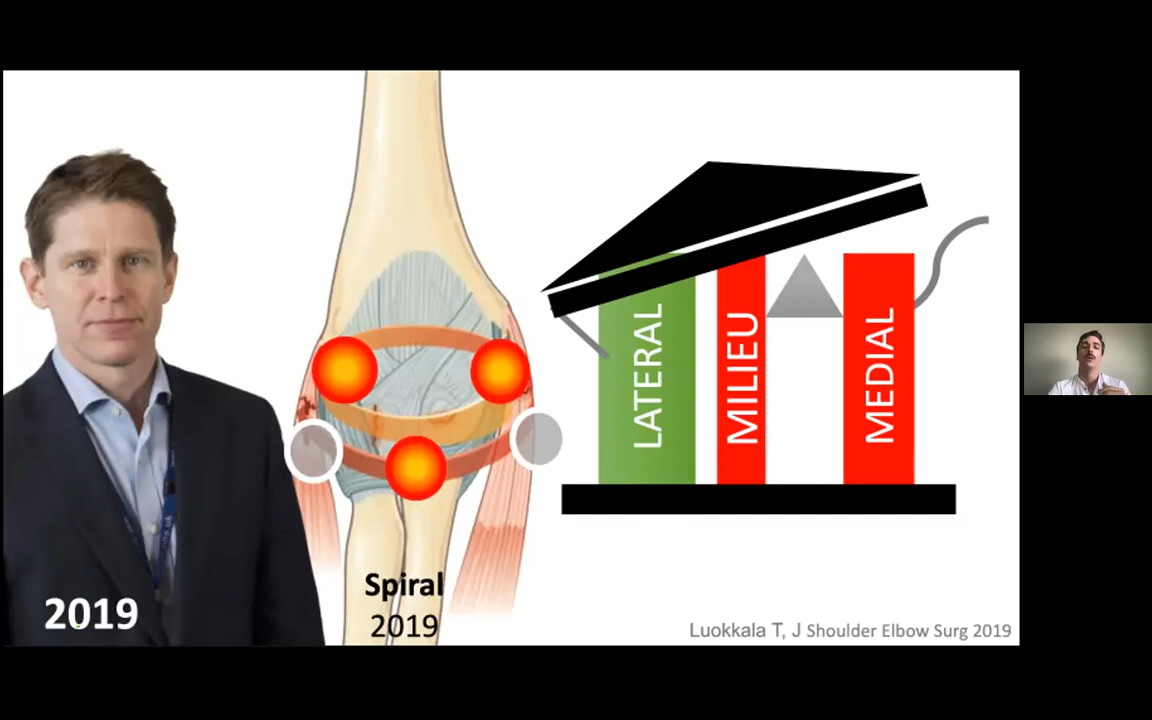 2019
Spiral
2019
LATERAL
MILIEU
MEDIAL
Luokkala T, J Shoulder Elbow Surg 2019